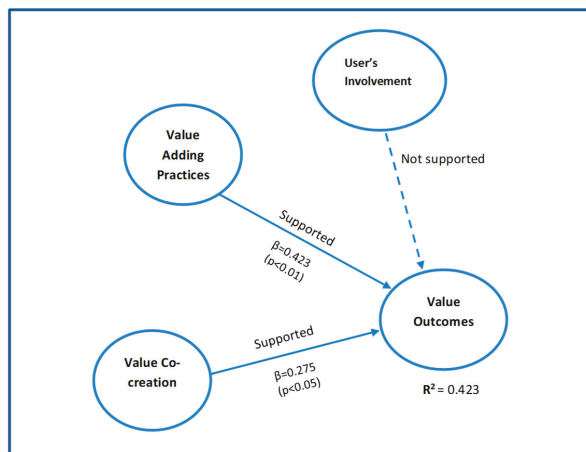 User's
Involvement
Value
Adding
Practices
Not supported
Supported
β=0.423
(p<0.01)
Value
Outcomes
Supported
Value Co-
creation
β=0.275
(p<0.05)
R² = 0.423